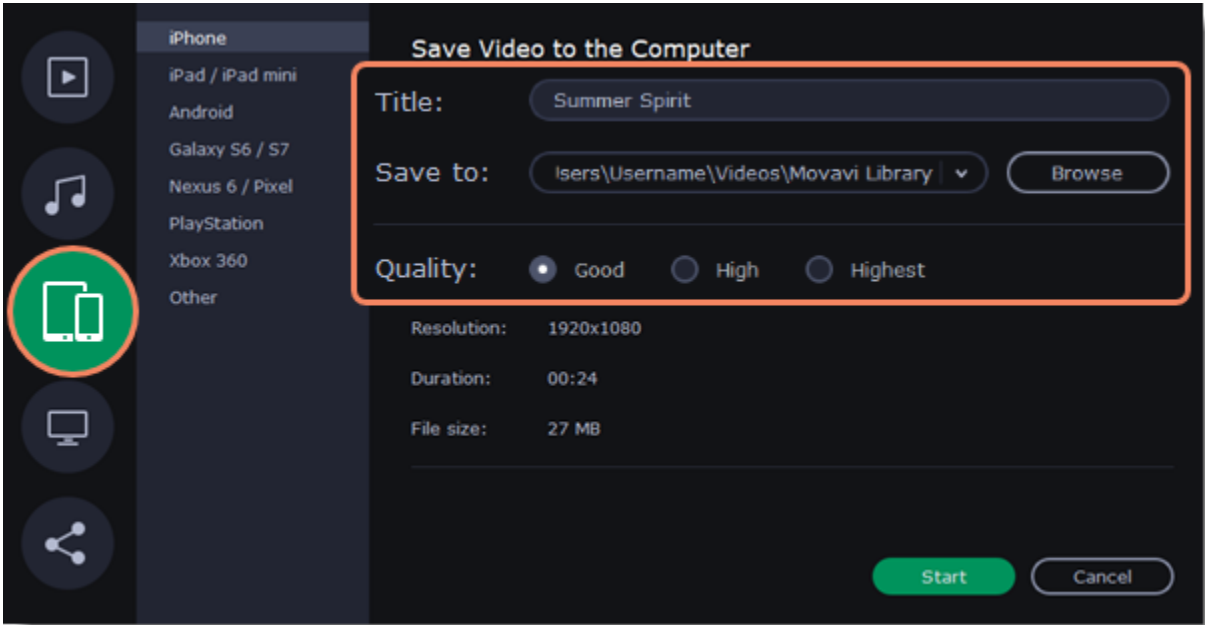 iPhone
iPad / iPad mini
Android
Galaxy S6 / S7
Nexus 6 / Pixel
PlayStation
Xbox 360
Other
Save Video to the Computer
Title: Summer Spirit
Save to: sers\Username\Videos\Movavi Library Browse
Quality: Good High Highest
Resolution: 1920x1080
Duration: 00:24
File size: 27 MB
Start Cancel